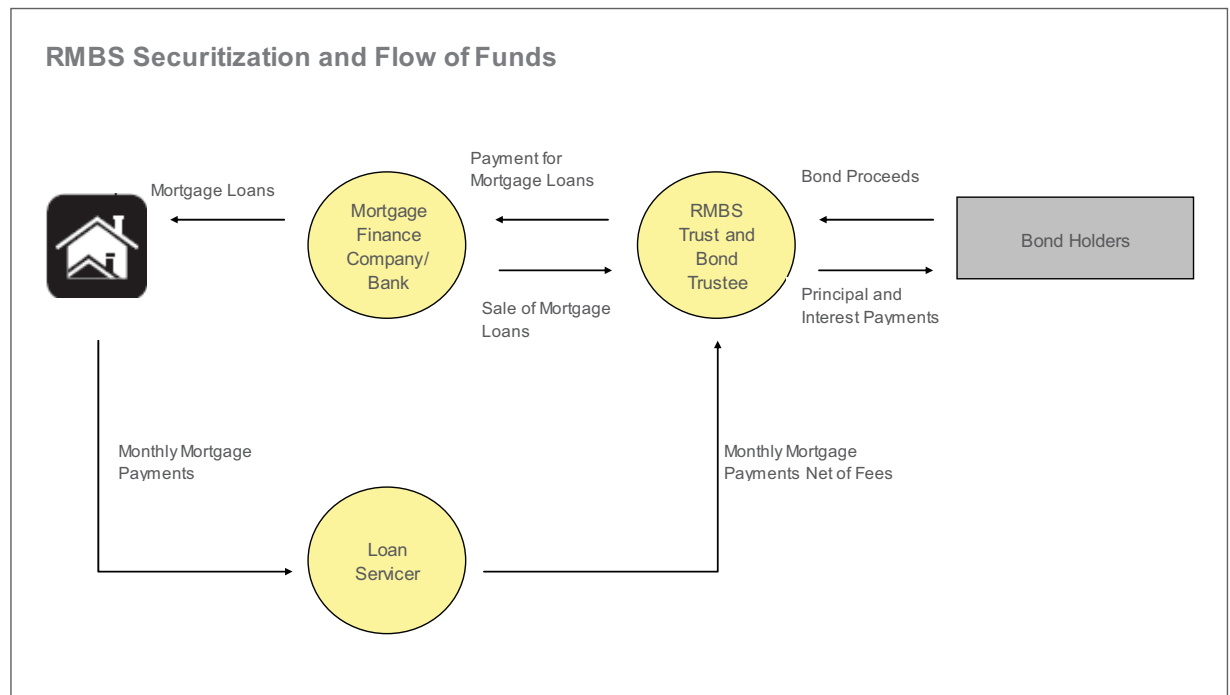 RMBS Securitization and Flow of Funds
Mortgage Loans
Payment for
Mortgage Loans
Bond Proceeds
Mortgage
Finance
Company/
Bank
RMBS
Trust and
Bond
Trustee
Bond Holders
Sale of Mortgage
Loans
Principal and
Interest Payments
Monthly Mortgage
Payments
Monthly Mortgage
Payments Net of Fees
Loan
Servicer